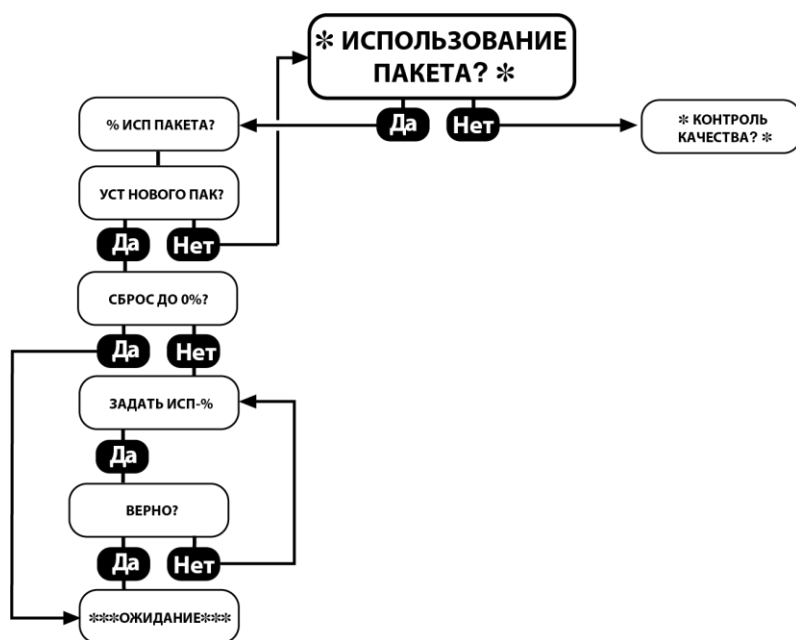 ✻ ИСПОЛЬЗОВАНИЕ
ПАКЕТА? ✻
Да
Нет
% ИСП ПАКЕТА?
✻ КОНТРОЛЬ
КАЧЕСТВА? ✻
УСТ НОВОГО ПАК?
Да
Нет
СБРОС ДО 0%?
Да
Нет
ЗАДАТЬ ИСП-%
Да
ВЕРНО?
Да
Нет
✻✻✻ОЖИДАНИЕ✻✻✻